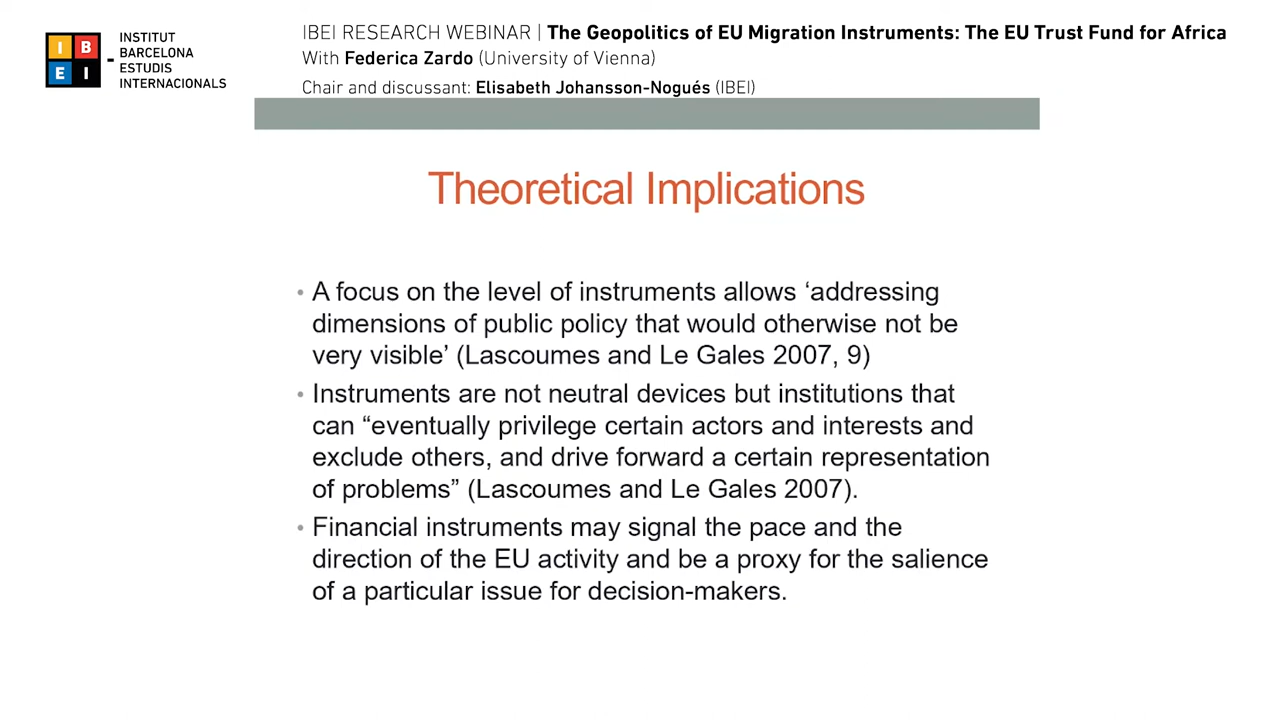 I B E I
INSTITUT
BARCELONA
ESTUDIS
INTERNACIONALS
IBEI RESEARCH WEBINAR | The Geopolitics of EU Migration Instruments: The EU Trust Fund for Africa
With Federica Zardo (University of Vienna)
Chair and discussant: Elisabeth Johansson-Nogués (IBEI)
Theoretical Implications
• A focus on the level of instruments allows ‘addressing
dimensions of public policy that would otherwise not be
very visible’ (Lascoumes and Le Gales 2007, 9)
• Instruments are not neutral devices but institutions that
can “eventually privilege certain actors and interests and
exclude others, and drive forward a certain representation
of problems” (Lascoumes and Le Gales 2007).
• Financial instruments may signal the pace and the
direction of the EU activity and be a proxy for the salience
of a particular issue for decision-makers.